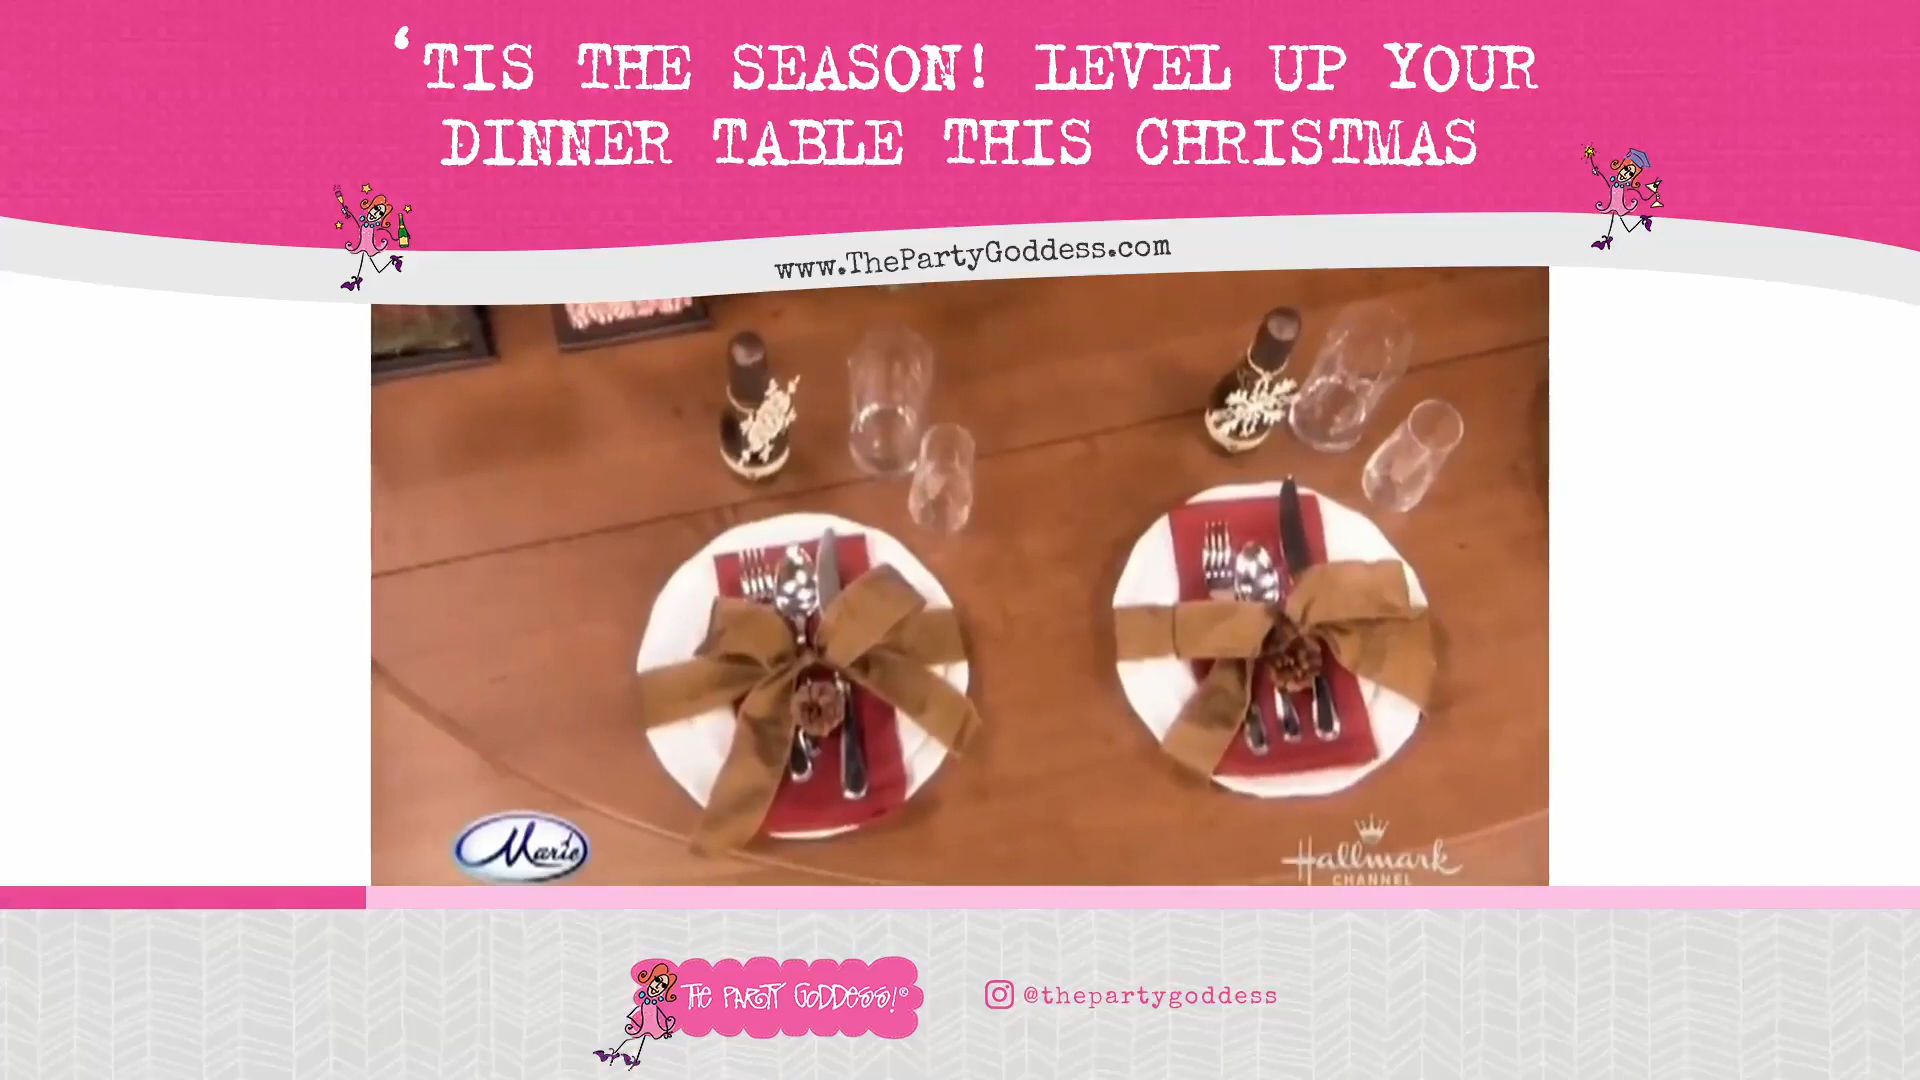 ‘TIS THE SEASON! LEVEL UP YOUR
DINNER TABLE THIS CHRISTMAS
www.ThePartyGoddess.com
Marie
Hallmark
CHANNEL
THE PARTY GODDESS!®
@thepartygoddess